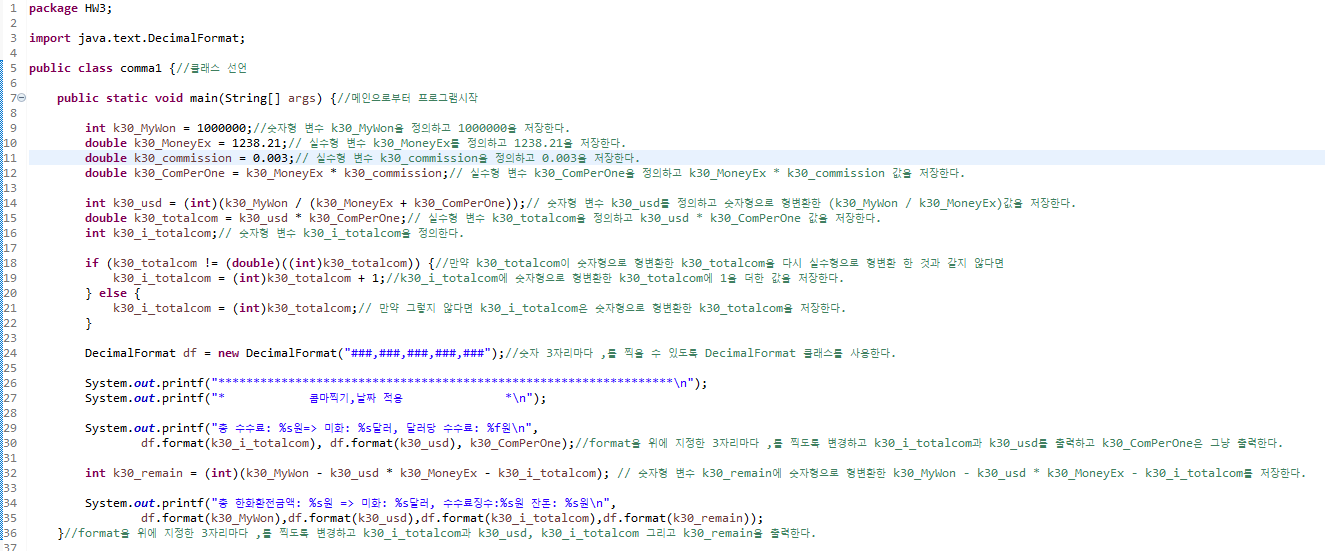 1 package HW3;
2
3 import java.text.DecimalFormat;
4
5 public class comma1 {//클래스 선언
6
7 public static void main(String[] args) {//메인으로부터 프로그램시작
8
9 int k30_MyWon = 1000000;//숫자형 변수 k30_MyWon을 정의하고 1000000을 저장한다.
10 double k30_MoneyEx = 1238.21;// 실수형 변수 k30_MoneyEx를 정의하고 1238.21을 저장한다.
11 double k30_commission = 0.003;// 실수형 변수 k30_commission을 정의하고 0.003을 저장한다.
12 double k30_ComPerOne = k30_MoneyEx * k30_commission;// 실수형 변수 k30_ComPerOne을 정의하고 k30_MoneyEx * k30_commission 값을 저장한다.
13
14 int k30_usd = (int)(k30_MyWon / (k30_MoneyEx + k30_ComPerOne));// 숫자형 변수 k30_usd를 정의하고 숫자형으로 형변환한 (k30_MyWon / k30_MoneyEx)값을 저장한다.
15 double k30_totalcom = k30_usd * k30_ComPerOne;// 실수형 변수 k30_totalcom을 정의하고 k30_usd * k30_ComPerOne 값을 저장한다.
16 int k30_i_totalcom;// 숫자형 변수 k30_i_totalcom을 정의한다.
17
18 if (k30_totalcom != (double)((int)k30_totalcom)) {//만약 k30_totalcom이 숫자형으로 형변환한 k30_totalcom을 다시 실수형으로 형변환 한 것과 같지 않다면
19 k30_i_totalcom = (int)k30_totalcom + 1;//k30_i_totalcom에 숫자형으로 형변환한 k30_totalcom에 1을 더한 값을 저장한다.
20 } else {
21 k30_i_totalcom = (int)k30_totalcom;// 만약 그렇지 않다면 k30_i_totalcom은 숫자형으로 형변환한 k30_totalcom을 저장한다.
22 }
23
24 DecimalFormat df = new DecimalFormat("###,###,###,###,###");//숫자 3자리마다 ,를 찍을 수 있도록 DecimalFormat 클래스를 사용한다.
25
26 System.out.printf("*****************************************************************\n");
27 System.out.printf("* 콤마찍기,날짜 적용 *\n");
28
29 System.out.printf("총 수수료: %s원=> 미화: %s달러, 달러당 수수료: %f원\n",
30 df.format(k30_i_totalcom), df.format(k30_usd), k30_ComPerOne);//format을 위에 지정한 3자리마다 ,를 찍도록 변경하고 k30_i_totalcom과 k30_usd를 출력하고 k30_ComPerOne은 그냥 출력한다.
31
32 int k30_remain = (int)(k30_MyWon - k30_usd * k30_MoneyEx - k30_i_totalcom); // 숫자형 변수 k30_remain에 숫자형으로 형변환한 k30_MyWon - k30_usd * k30_MoneyEx - k30_i_totalcom를 저장한다.
33
34 System.out.printf("총 한화환전금액: %s원 => 미화: %s달러, 수수료징수:%s원 잔돈: %s원\n",
35 df.format(k30_MyWon),df.format(k30_usd),df.format(k30_i_totalcom),df.format(k30_remain));
36 }//format을 위에 지정한 3자리마다 ,를 찍도록 변경하고 k30_i_totalcom과 k30_usd, k30_i_totalcom 그리고 k30_remain을 출력한다.
37